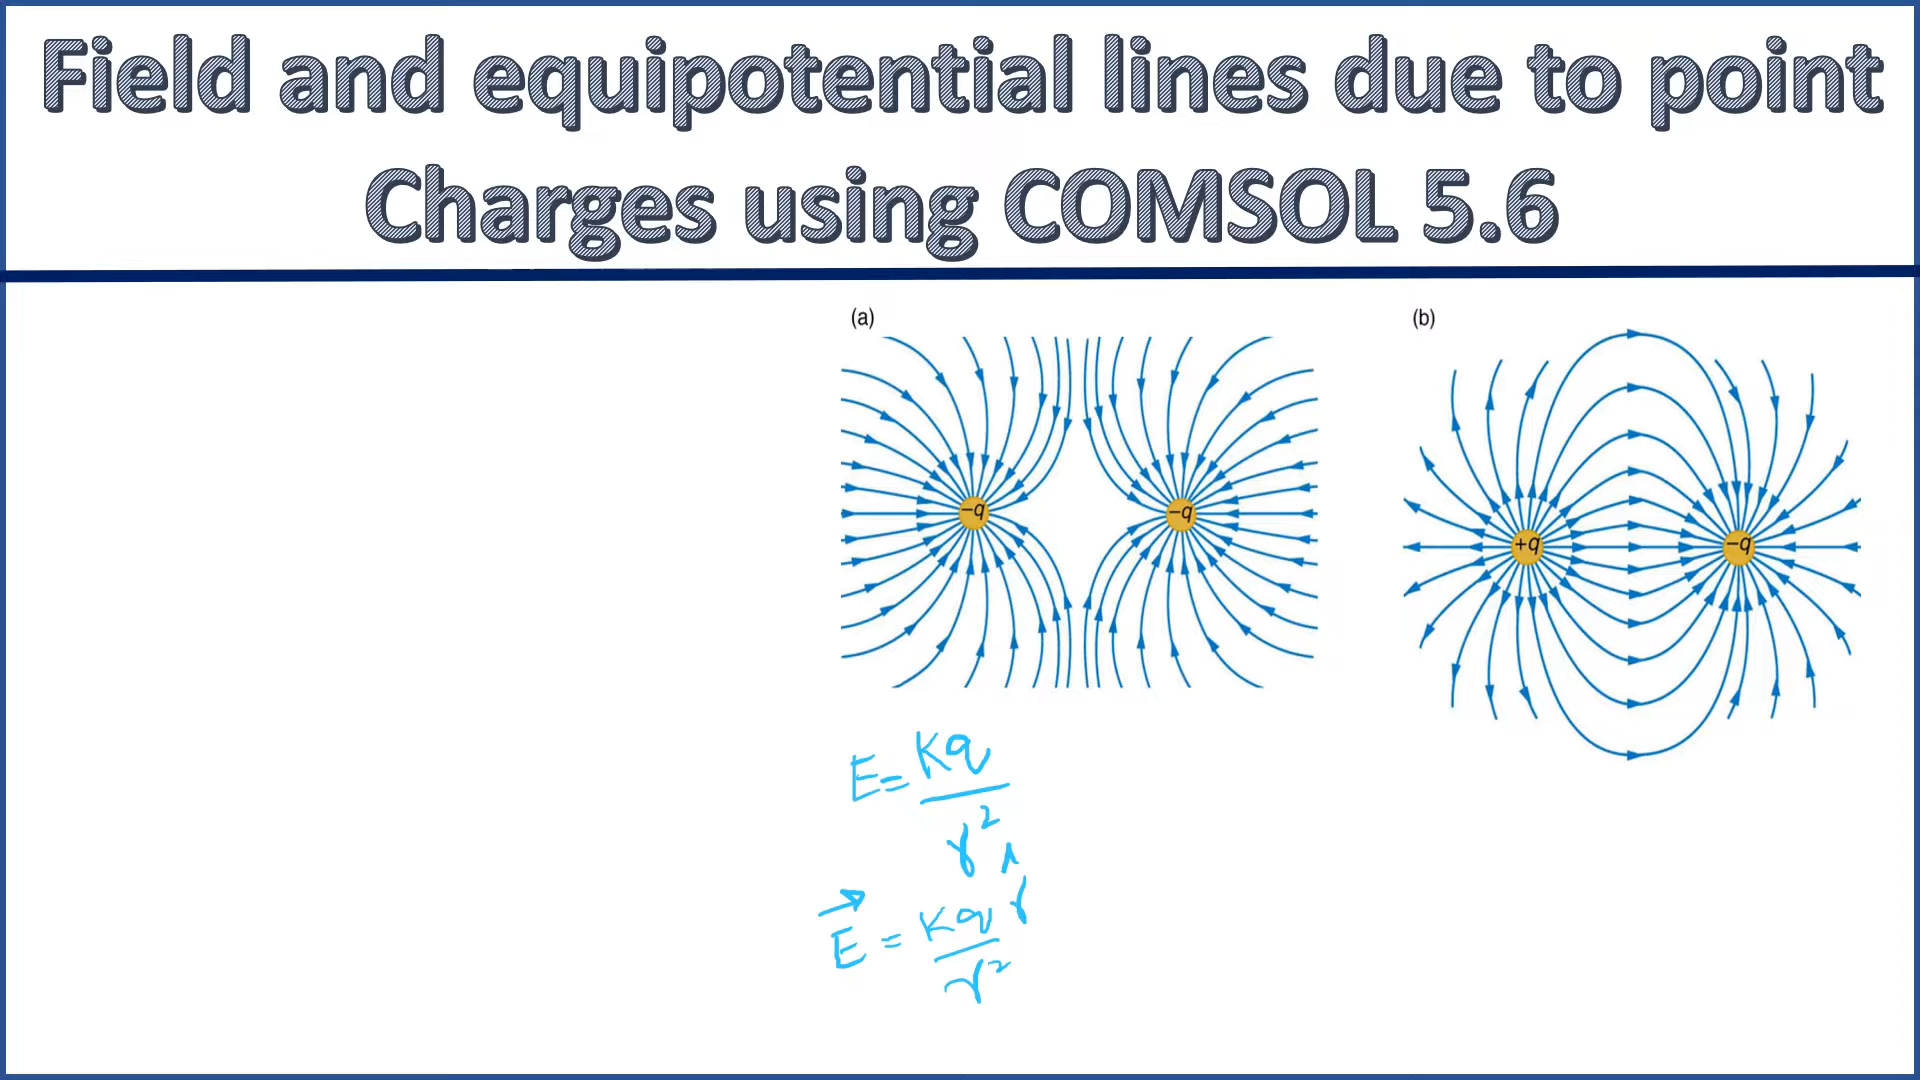 Field and equipotential lines due to point
Charges using COMSOL 5.6
(a)
(b)
−q
−q
+q
−q
E = Kq / r²
E⃗ = Kq / r² r̂